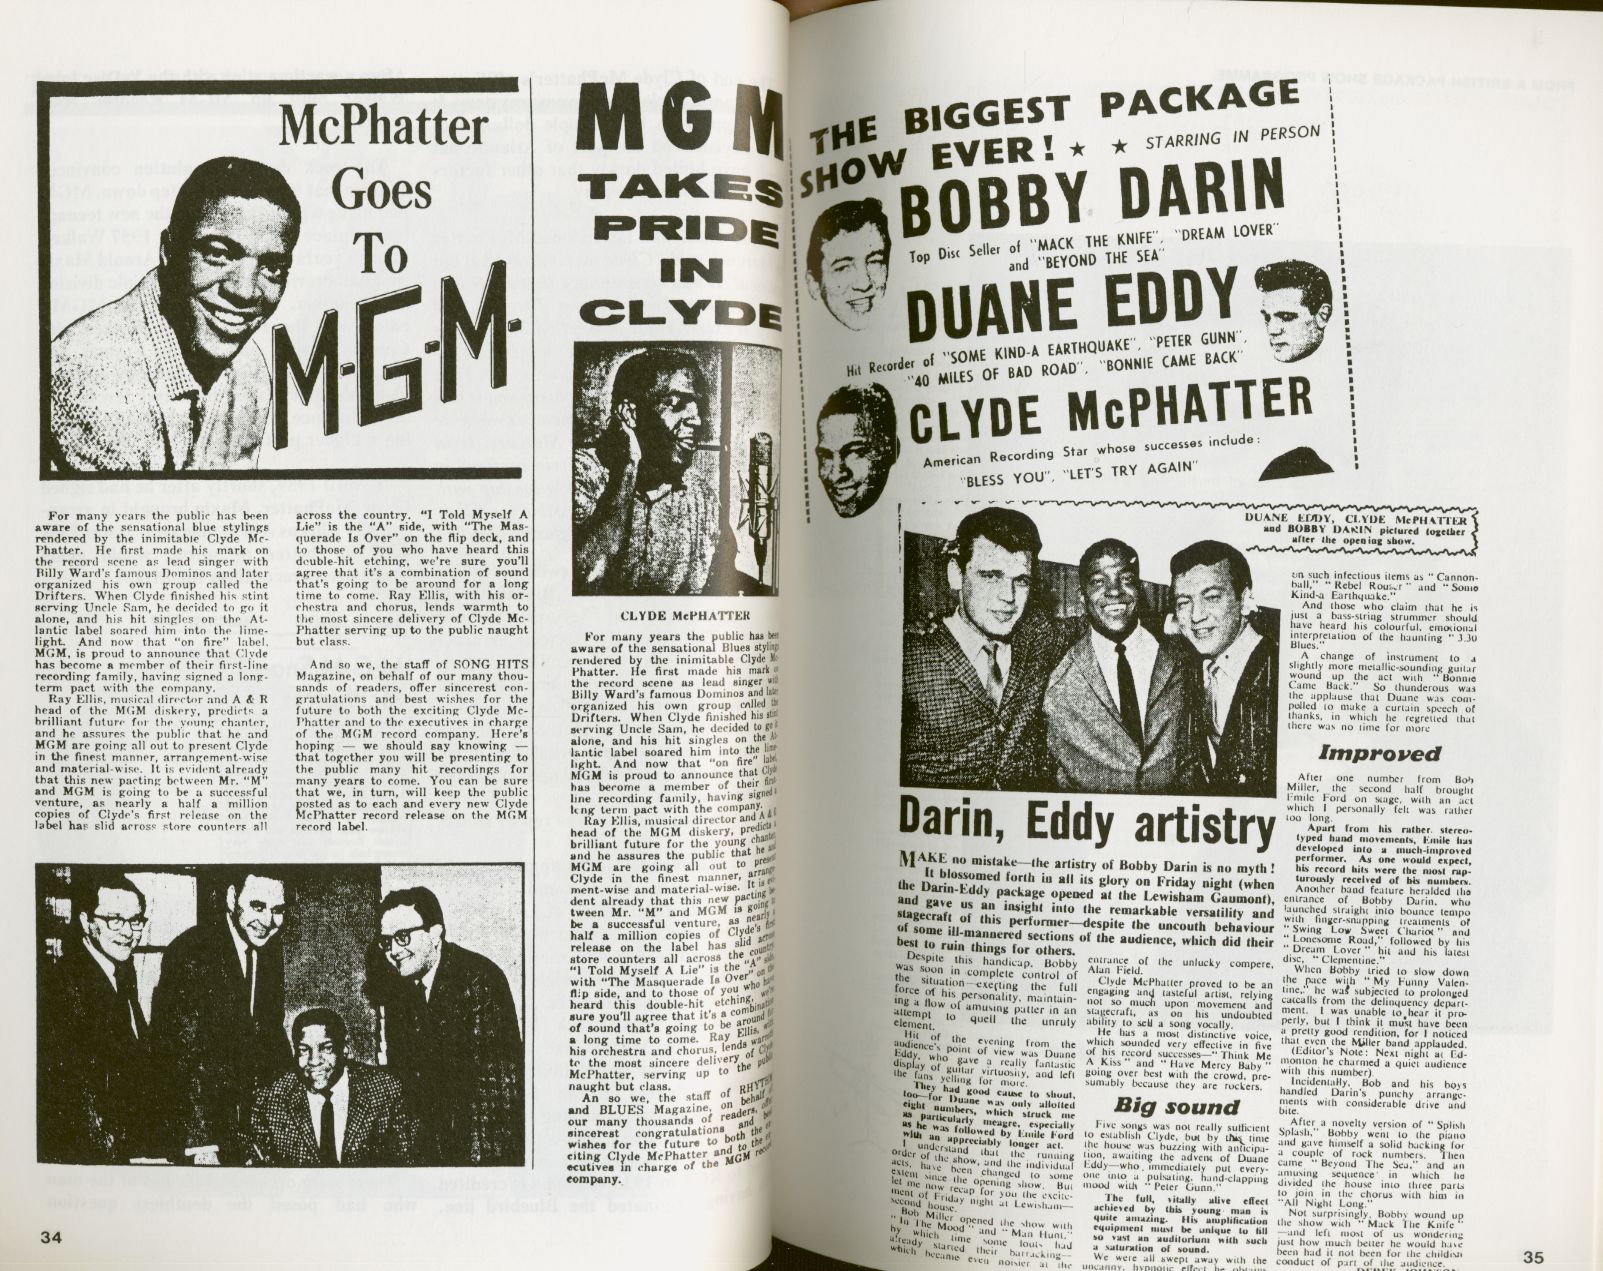 McPhatter
Goes
To
M-G-M-
For many years the public has been
aware of the sensational blue stylings
rendered by the inimitable Clyde Mc-
Phatter. He first made his mark on
the record scene as lead singer with
Billy Ward's famous Dominos and later
organized his own group called the
Drifters. When Clyde finished his stint
serving Uncle Sam, he decided to go it
alone, and his hit singles on the At-
lantic label soared him into the lime-
light. And now that "on fire" label,
MGM, is proud to announce that Clyde
has become a member of their first-line
recording family, having signed a long-
term pact with the company.
Ray Ellis, musical director and A & R
head of the MGM diskery, predicts a
brilliant future for the young chanter,
and he assures the public that he and
MGM are going all out to present Clyde
in the finest manner, arrangement-wise
and material-wise. It is evident already
that this new pacting between Mr. "M"
and MGM is going to be a successful
venture, as nearly a half a million
copies of Clyde's first release on the
label has slid across store counters all
across the country. "I Told Myself A
Lie" is the "A" side, with "The Mas-
querade Is Over" on the flip deck, and
to those of you who have heard this
double-hit etching, we're sure you'll
agree that it's a combination of sound
that's going to be around for a long
time to come. Ray Ellis, with his or-
chestra and chorus, lends warmth to
the most sincere delivery of Clyde Mc-
Phatter serving up to the public naught
but class.
And so we, the staff of SONG HITS
Magazine, on behalf of our many thou-
sands of readers, offer sincerest con-
gratulations and best wishes for the
future to both the exciting Clyde Mc-
Phatter and to the executives in charge
of the MGM record company. Here's
hoping — we should say knowing —
that together you will be presenting to
the public many hit recordings for
many years to come. You can be sure
that we, in turn, will keep the public
posted as to each and every new Clyde
McPhatter record release on the MGM
record label.
34
MGM
TAKES
PRIDE
IN
CLYDE
CLYDE McPHATTER
For many years the public has been
aware of the sensational Blues stylings
rendered by the inimitable Clyde Mc-
Phatter. He first made his mark on
the record scene as lead singer with
Billy Ward's famous Dominos and later
organized his own group called the
Drifters. When Clyde finished his stint
serving Uncle Sam, he decided to go it
alone, and his hit singles on the At-
lantic label soared him into the lime-
light. And now that "on fire" label,
MGM is proud to announce that Clyde
has become a member of their first-
line recording family, having signed a
long term pact with the company.
Ray Ellis, musical director and A & R
head of the MGM diskery, predicts a
brilliant future for the young chanter,
and he assures the public that he and
MGM are going all out to present
Clyde in the finest manner, arrange-
ment-wise and material-wise. It is evi-
dent already that this new pacting be-
tween Mr. "M" and MGM is going to
be a successful venture, as nearly a
half a million copies of Clyde's first
release on the label has slid across
store counters all across the country.
"I Told Myself A Lie" is the "A" side,
with "The Masquerade Is Over" on the
flip side, and to those of you who have
heard this double-hit etching, we're
sure you'll agree that it's a combination
of sound that's going to be around for
a long time to come. Ray Ellis, with
his orchestra and chorus, lends warmth
to the most sincere delivery of Clyde
McPhatter, serving up to the public
naught but class.
An so we, the staff of RHYTHM
and BLUES Magazine, on behalf of
our many thousands of readers, offer
sincerest congratulations and best
wishes for the future to both the ex-
citing Clyde McPhatter and to the ex-
ecutives in charge of the MGM record
company.
THE BIGGEST PACKAGE
SHOW EVER! ★ ★ STARRING IN PERSON
BOBBY DARIN
Top Disc Seller of "MACK THE KNIFE", "DREAM LOVER"
and "BEYOND THE SEA"
DUANE EDDY
Hit Recorder of "SOME KIND-A EARTHQUAKE", "PETER GUNN",
"40 MILES OF BAD ROAD", "BONNIE CAME BACK"
CLYDE McPHATTER
American Recording Star whose successes include:
"BLESS YOU", "LET'S TRY AGAIN"
DUANE EDDY, CLYDE McPHATTER
and BOBBY DARIN pictured together
after the opening show.
Darin, Eddy artistry
MAKE no mistake—the artistry of Bobby Darin is no myth!
It blossomed forth in all its glory on Friday night (when
the Darin-Eddy package opened at the Lewisham Gaumont),
and gave us an insight into the remarkable versatility and
stagecraft of this performer—despite the uncouth behaviour
of some ill-mannered sections of the audience, which did their
best to ruin things for others.
Despite this handicap, Bobby
was soon in complete control of
the situation—exerting the full
force of his personality, maintain-
ing a flow of amusing patter in an
attempt to quell the unruly
element.
Hit of the evening from the
audience's point of view was Duane
Eddy, who gave a really fantastic
display of guitar virtuosity, and left
the fans yelling for more.
They had good cause to shout,
too—for Duane was only allotted
eight numbers, which struck me
as particularly meagre, especially
as he was followed by Emile Ford
with an appreciably longer act.
I understand that the running
order of the show, and the individual
acts, have been changed to some
extent since the opening show. But
let me now recap for you the excite-
ment of Friday night at Lewisham—
second house.
Bob Miller opened the show with
"In The Mood" and "Man Hunt,"
by which time some louts had
already started their barracking—
which became even noisier at the
entrance of the unlucky compere,
Alan Field.
Clyde McPhatter proved to be an
engaging and tasteful artist, relying
not so much upon movement and
stagecraft, as on his undoubted
ability to sell a song vocally.
He has a most distinctive voice,
which sounded very effective in five
of his record successes—"Think Me
A Kiss" and "Have Mercy Baby"
going over best with the crowd, pre-
sumably because they are rockers.
Big sound
Five songs was not really sufficient
to establish Clyde, but by this time
the house was buzzing with anticipa-
tion, awaiting the advent of Duane
Eddy—who immediately put every-
one into a pulsating, hand-clapping
mood with "Peter Gunn."
The full, vitally alive effect
achieved by this young man is
quite amazing. His amplification
equipment must be unique to fill
so vast an auditorium with such
a saturation of sound.
We were all swept away with the
uncanny, hypnotic effect he obtains
on such infectious items as "Cannon-
ball," "Rebel Rouser" and "Some
Kind-a Earthquake."
And those who claim that he is
just a bass-string strummer should
have heard his colourful, emotional
interpretation of the haunting "3.30
Blues."
A change of instrument to a
slightly more metallic-sounding guitar
wound up the act with "Bonnie
Came Back." So thunderous was
the applause that Duane was com-
pelled to make a curtain speech of
thanks, in which he regretted that
there was no time for more
Improved
After one number from Bob
Miller, the second half brought
Emile Ford on stage, with an act
which I personally felt was rather
too long.
Apart from his rather stereo-
typed hand movements, Emile has
developed into a much-improved
performer. As one would expect,
his record hits were the most rap-
turously received of his numbers.
Another band feature heralded the
entrance of Bobby Darin, who
launched straight into bounce tempo
with finger-snapping treatments of
"Swing Low Sweet Chariot" and
"Lonesome Road," followed by his
"Dream Lover" hit and his latest
disc, "Clementine."
When Bobby tried to slow down
the pace with "My Funny Valen-
tine," he was subjected to prolonged
catcalls from the delinquency depart-
ment. I was unable to hear it pro-
perly, but I think it must have been
a pretty good rendition, for I noticed
that even the Miller band applauded.
(Editor's Note: Next night at Ed-
monton he charmed a quiet audience
with this number).
Incidentally, Bob and his boys
handled Darin's punchy arrange-
ments with considerable drive and
bite.
After a novelty version of "Splish
Splash," Bobby went to the piano
and gave himself a solid backing for
a couple of rock numbers. Then
came "Beyond The Sea," and an
amusing sequence in which he
divided the house into three parts
to join in the chorus with him in
"All Night Long."
Not surprisingly, Bobby wound up
the show with "Mack The Knife"
—and left most of us wondering
just how much better he would have
been had it not been for the childish
conduct of part of the audience.
35